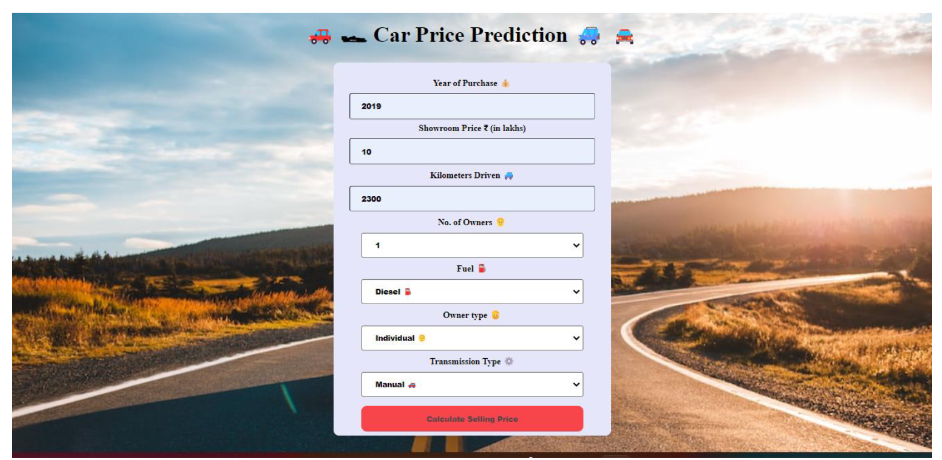 Car Price Prediction
Year of Purchase
2019
Showroom Price ₹ (in lakhs)
10
Kilometers Driven
2300
No. of Owners
1
Fuel
Diesel
Owner type
Individual
Transmission Type
Manual
Calculate Selling Price